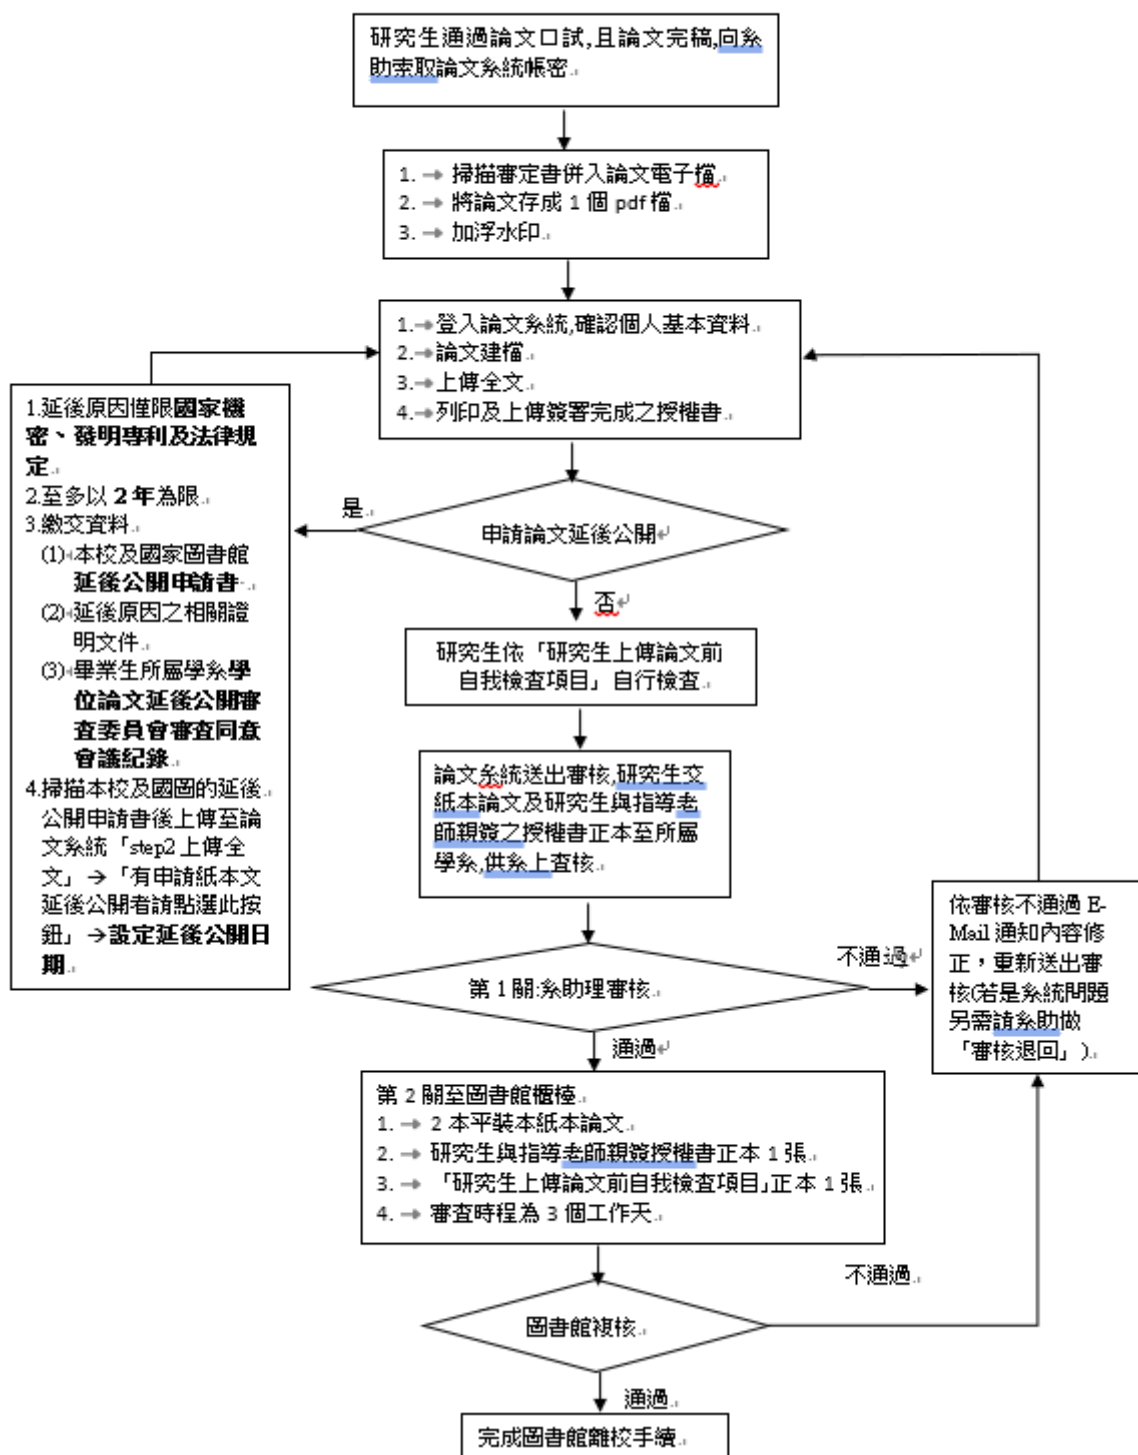 研究生通過論文口試,且論文完稿,向系
助索取論文系統帳密
1. 掃描審定書併入論文電子檔
2. 將論文存成 1 個 pdf 檔
3. 加浮水印
1. 登入論文系統,確認個人基本資料
2. 論文建檔
3. 上傳全文
4. 列印及上傳簽署完成之授權書
申請論文延後公開
是
1.延後原因僅限國家機
密、發明專利及法律規
定
2.至多以 2 年為限
3.繳交資料
(1) 本校及國家圖書館
延後公開申請書
(2) 延後原因之相關證
明文件
(3) 畢業生所屬學系學
位論文延後公開審
查委員會審查同意
會議紀錄
4.掃描本校及國圖的延後
公開申請書後上傳至論
文系統「step2 上傳全
文」→「有申請紙本文
延後公開者請點選此按
鈕」→設定延後公開日
期
否
研究生依「研究生上傳論文前
自我檢查項目」自行檢查
論文系統送出審核,研究生交
紙本論文及研究生與指導老
師親簽之授權書正本至所屬
學系,供系上查核
第 1 關:系助理審核
不通過
依審核不通過 E-
Mail 通知內容修
正，重新送出審
核(若是系統問題
另需請系助做
「審核退回」)
通過
第 2 關至圖書館櫃檯
1. 2 本平裝本紙本論文
2. 研究生與指導老師親簽授權書正本 1 張
3. 「研究生上傳論文前自我檢查項目」正本 1 張
4. 審查時程為 3 個工作天
不通過
圖書館複核
通過
完成圖書館離校手續